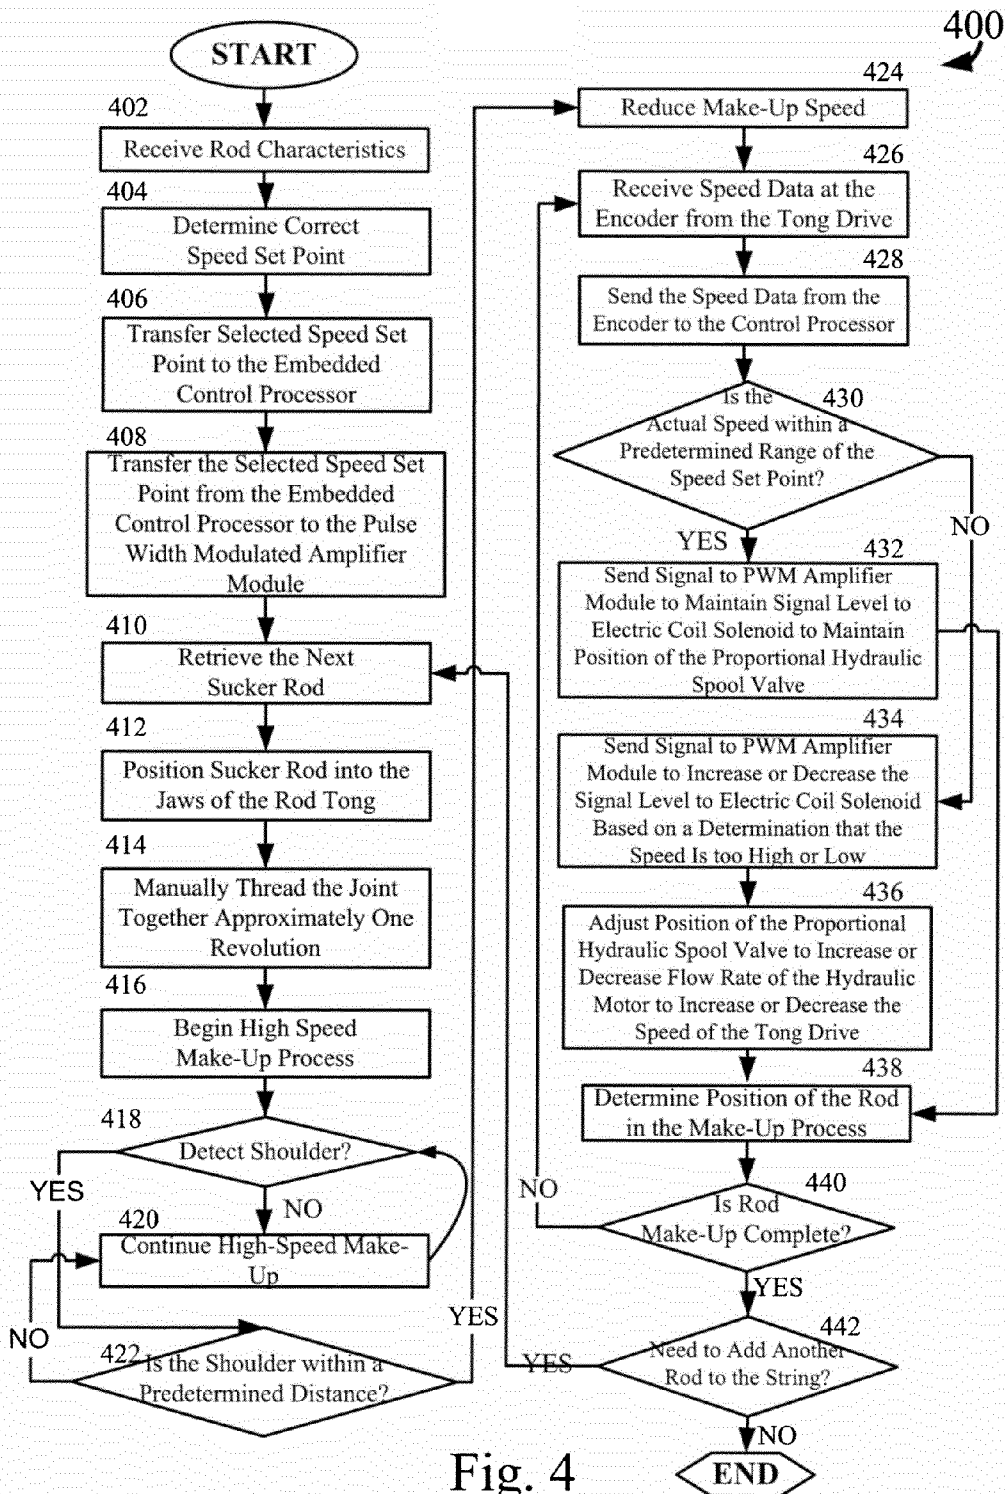 400
START
402
Receive Rod Characteristics
404
Determine Correct
Speed Set Point
406
Transfer Selected Speed Set
Point to the Embedded
Control Processor
408
Transfer the Selected Speed Set
Point from the Embedded
Control Processor to the Pulse
Width Modulated Amplifier
Module
410
Retrieve the Next
Sucker Rod
412
Position Sucker Rod into the
Jaws of the Rod Tong
414
Manually Thread the Joint
Together Approximately One
Revolution
416
Begin High Speed
Make-Up Process
418
Detect Shoulder?
YES
NO
420
Continue High-Speed Make-
Up
NO
422
Is the Shoulder within a
Predetermined Distance?
YES
424
Reduce Make-Up Speed
426
Receive Speed Data at the
Encoder from the Tong Drive
428
Send the Speed Data from the
Encoder to the Control Processor
430
Is the
Actual Speed within a
Predetermined Range of the
Speed Set Point?
YES
NO
432
Send Signal to PWM Amplifier
Module to Maintain Signal Level to
Electric Coil Solenoid to Maintain
Position of the Proportional Hydraulic
Spool Valve
434
Send Signal to PWM Amplifier
Module to Increase or Decrease the
Signal Level to Electric Coil Solenoid
Based on a Determination that the
Speed Is too High or Low
436
Adjust Position of the Proportional
Hydraulic Spool Valve to Increase or
Decrease Flow Rate of the Hydraulic
Motor to Increase or Decrease the
Speed of the Tong Drive
438
Determine Position of the Rod
in the Make-Up Process
440
Is Rod
Make-Up Complete?
NO
YES
442
Need to Add Another
Rod to the String?
YES
NO
END
Fig. 4